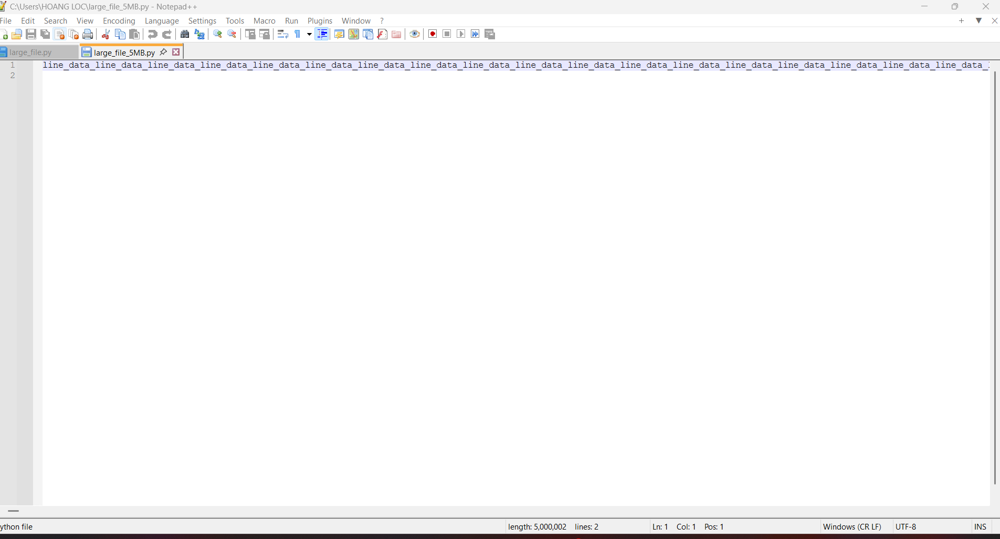 C:\Users\HOANG LOC\large_file_5MB.py - Notepad++
File Edit Search View Encoding Language Settings Tools Macro Run Plugins Window ?
large_file.py large_file_5MB.py
1 line_data_line_data_line_data_line_data_line_data_line_data_line_data_line_data_line_data_line_data_line_data_line_data_line_data_line_data_line_data_line_data_line_data_line_data_
2
ython file length: 5,000,002 lines: 2 Ln: 1 Col: 1 Pos: 1 Windows (CR LF) UTF-8 INS